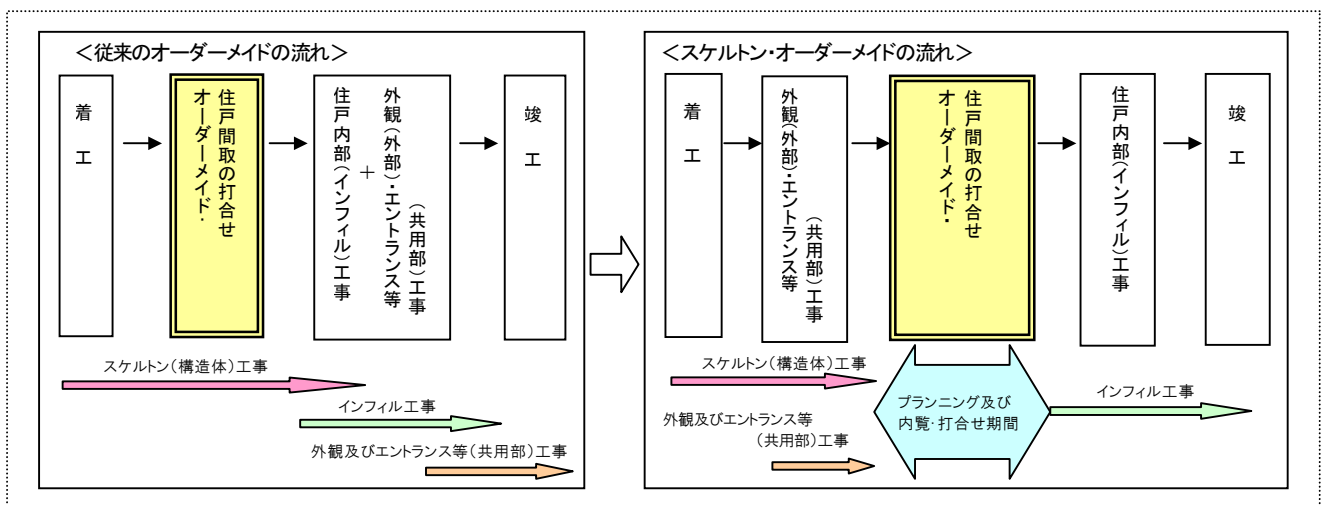 ＜従来のオーダーメイドの流れ＞
着工
住戸間取の打合せ
オーダーメイド・
外観(外部)・エントランス等
(共用部)工事
＋
住戸内部(インフィル)工事
竣工
スケルトン(構造体)工事
インフィル工事
外観及びエントランス等(共用部)工事
＜スケルトン・オーダーメイドの流れ＞
着工
外観(外部)・エントランス等
(共用部)工事
住戸間取の打合せ
オーダーメイド・
住戸内部(インフィル)工事
竣工
スケルトン(構造体)工事
外観及びエントランス等
(共用部)工事
プランニング及び
内覧・打合せ期間
インフィル工事